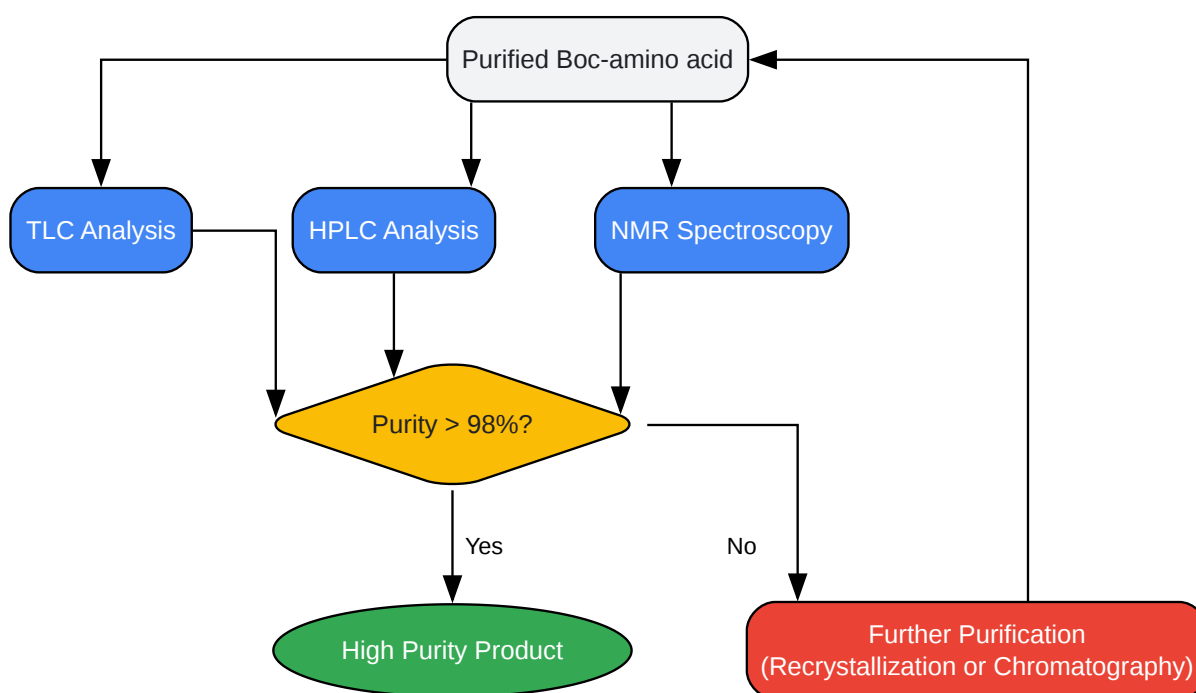 Purified Boc-amino acid
TLC Analysis
HPLC Analysis
NMR Spectroscopy
Purity > 98%?
Yes
No
High Purity Product
Further Purification
(Recrystallization or Chromatography)